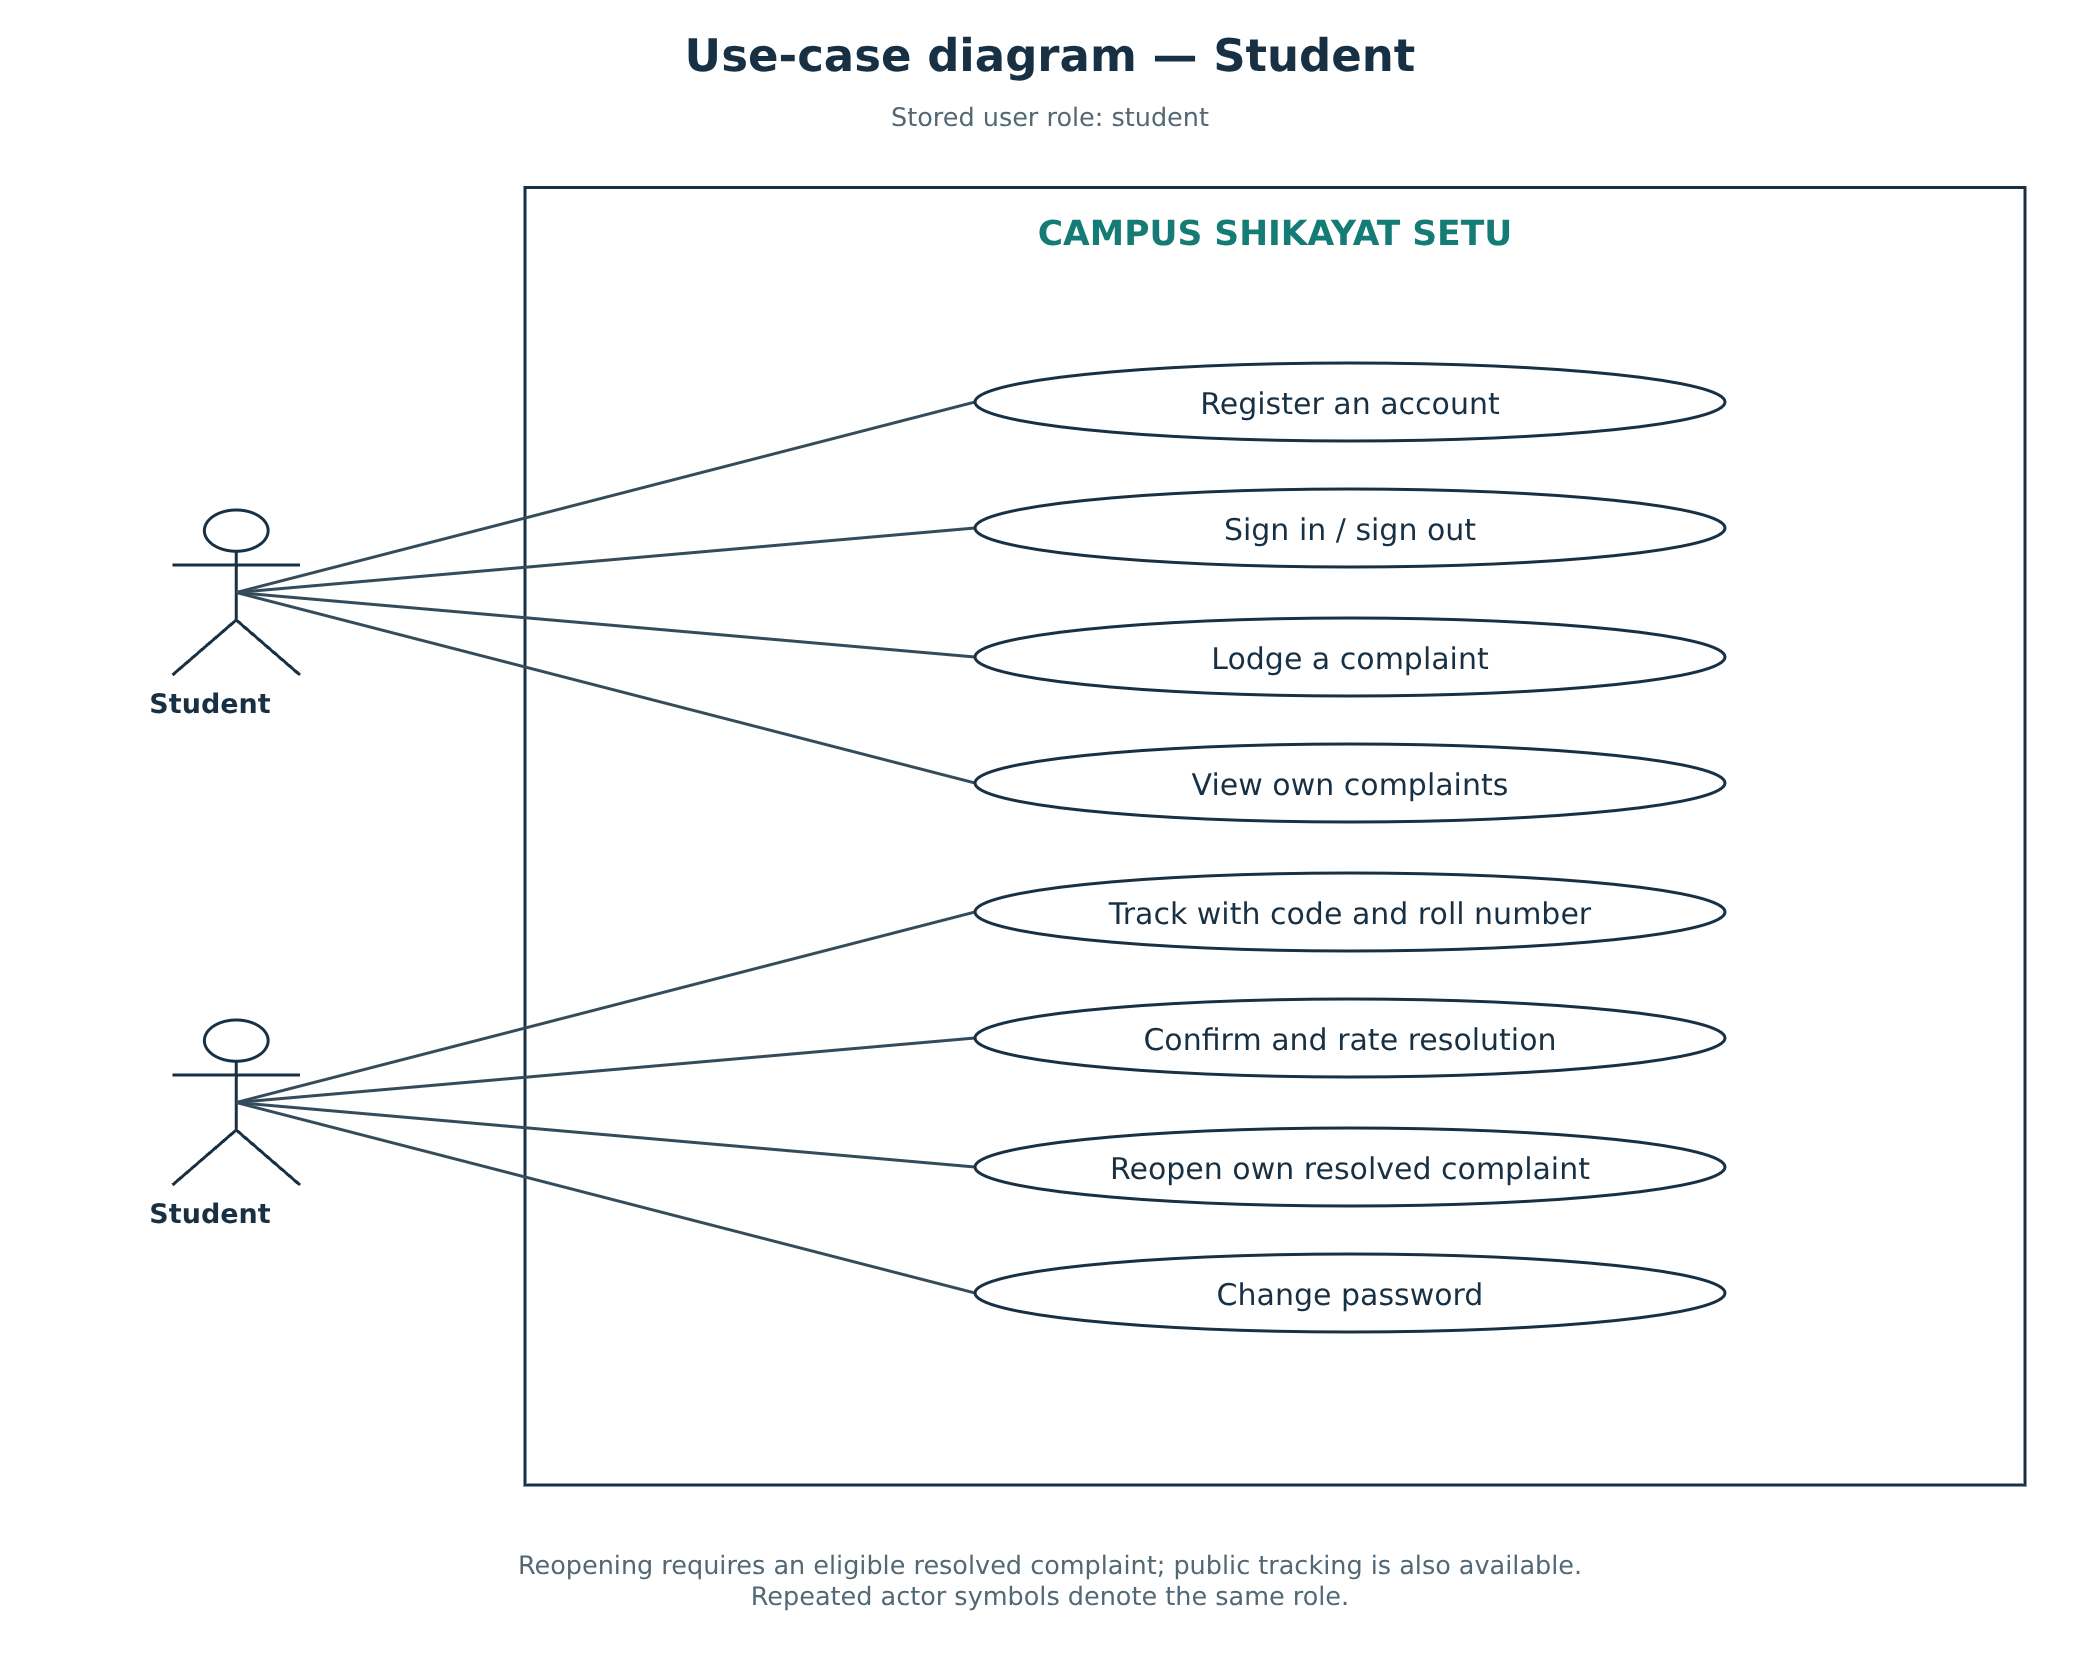 Use-case diagram — Student
Stored user role: student
CAMPUS SHIKAYAT SETU
Register an account
Sign in / sign out
Lodge a complaint
Student
View own complaints
Track with code and roll number
Confirm and rate resolution
Reopen own resolved complaint
Student
Change password
Reopening requires an eligible resolved complaint; public tracking is also available.
Repeated actor symbols denote the same role.